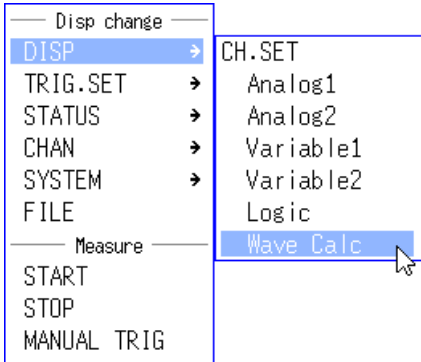 Disp change
DISP
TRIG.SET
STATUS
CHAN
SYSTEM
FILE
Measure
START
STOP
MANUAL TRIG
CH.SET
Analog1
Analog2
Variable1
Variable2
Logic
Wave Calc